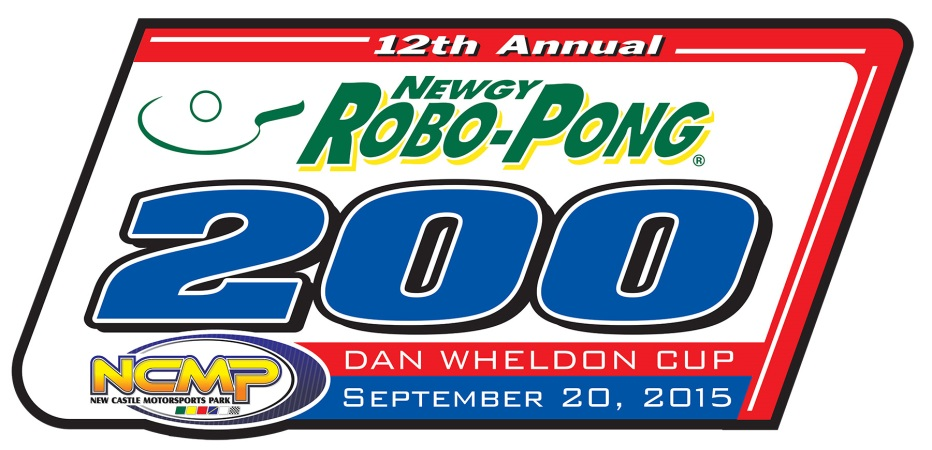 12th Annual
NEWGY
ROBO-PONG®
200
NCMP
NEW CASTLE MOTORSPORTS PARK
DAN WHELDON CUP
SEPTEMBER 20, 2015